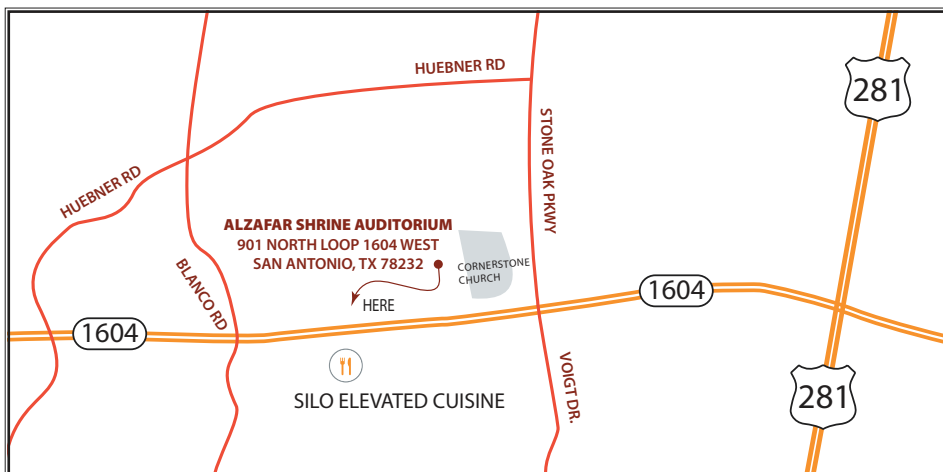 HUEBNER RD
281
STONE OAK PKWY
HUEBNER RD
ALZAFAR SHRINE AUDITORIUM
901 NORTH LOOP 1604 WEST
SAN ANTONIO, TX 78232
CORNERSTONE
CHURCH
BLANCO RD
HERE
1604
1604
VOIGT DR.
281
SILO ELEVATED CUISINE